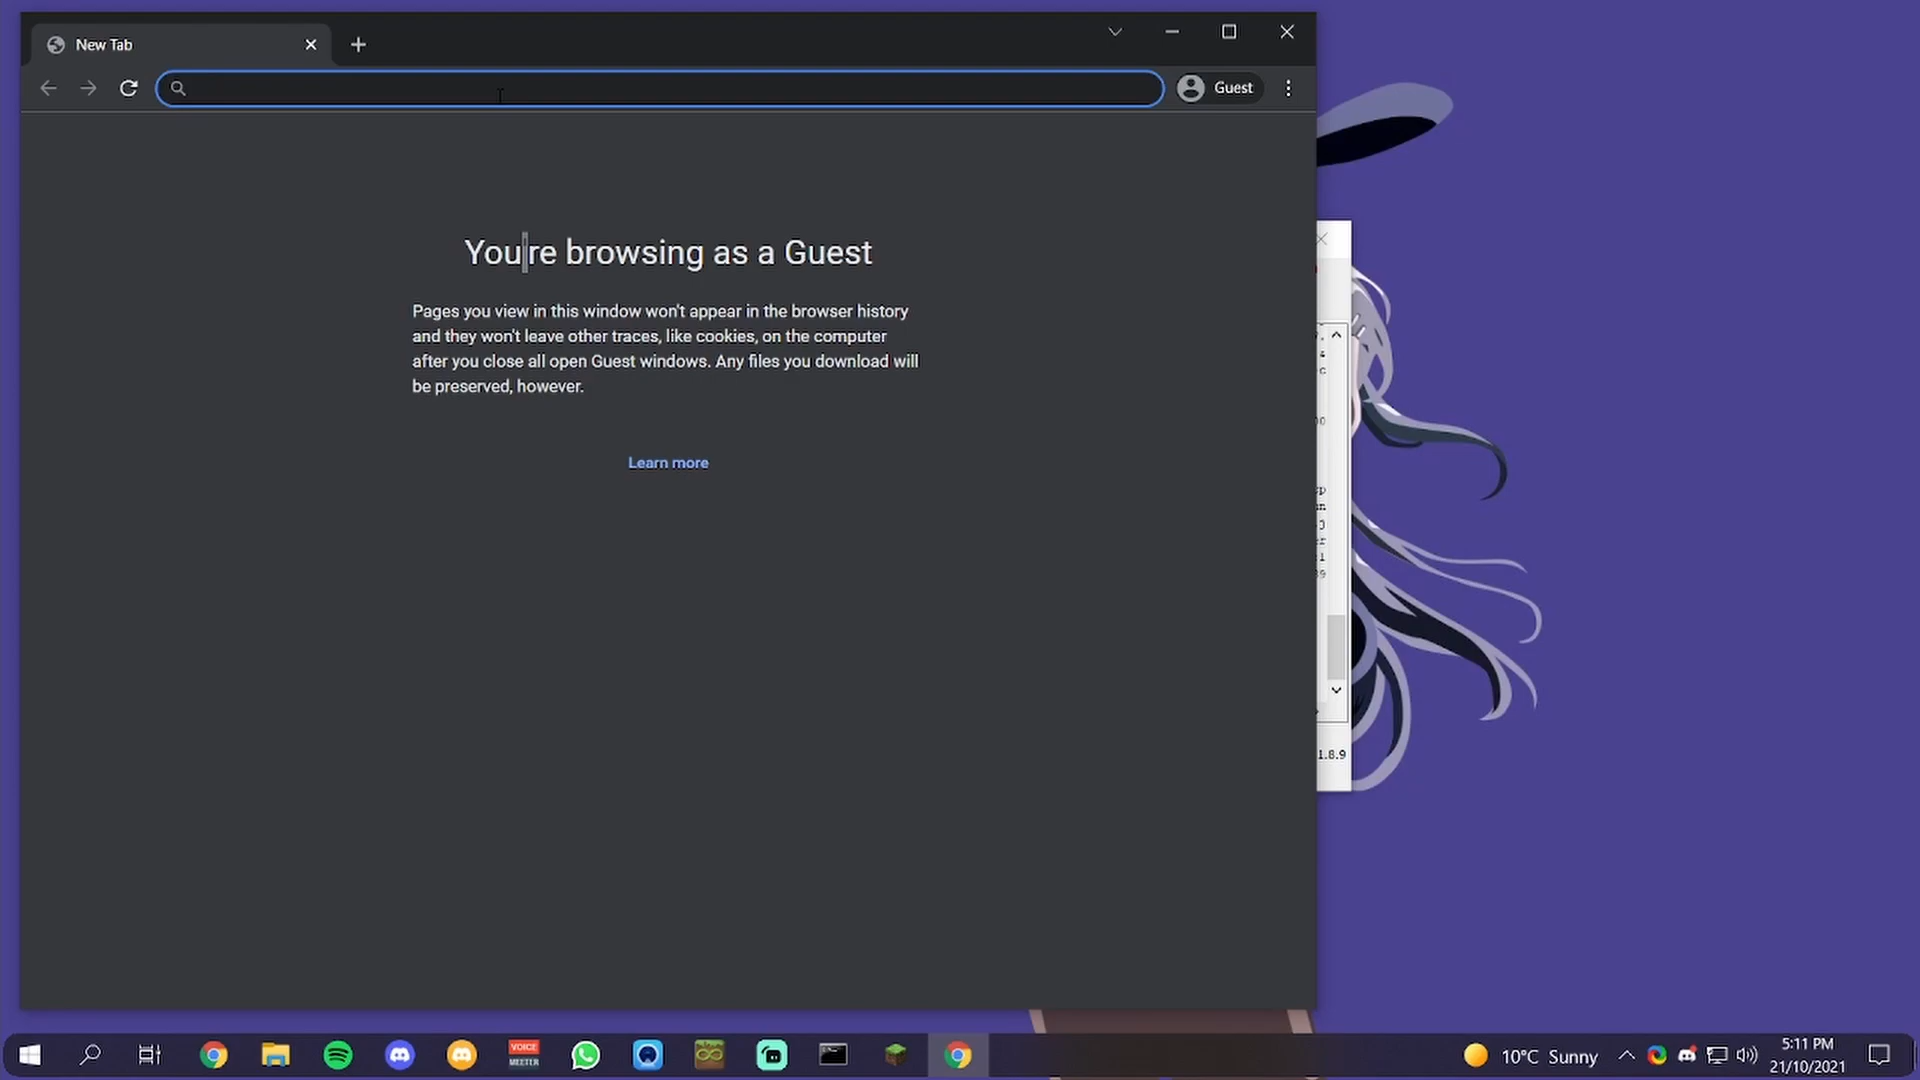 New Tab
Guest
You're browsing as a Guest
Pages you view in this window won't appear in the browser history
and they won't leave other traces, like cookies, on the computer
after you close all open Guest windows. Any files you download will
be preserved, however.
Learn more
1.8.9
VOICE
MEETER
10°C Sunny
5:11 PM
21/10/2021